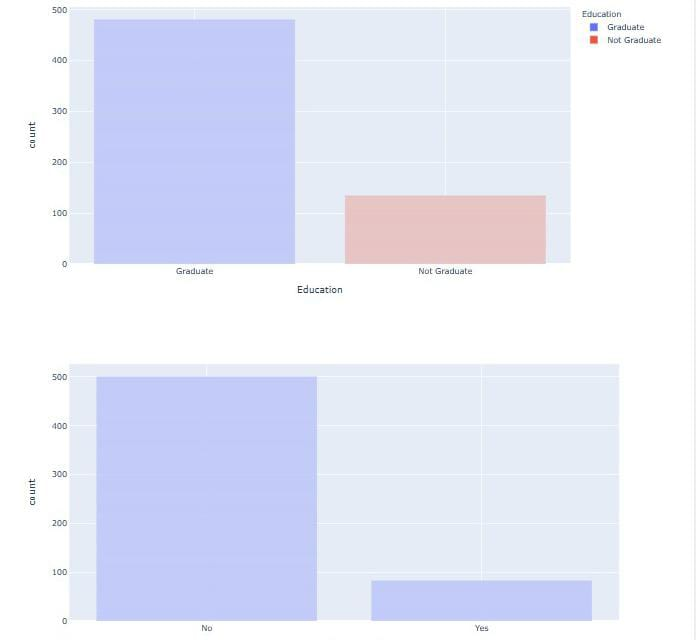 500
Education
Graduate
Not Graduate
400
300
count
200
100
0
Graduate Not Graduate
Education
500
400
300
count
200
100
0
No Yes